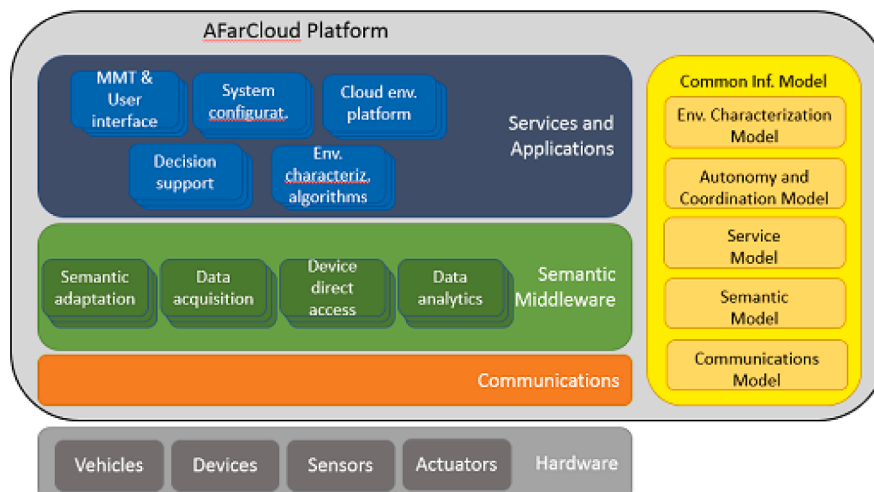 AFarCloud Platform
MMT &
User
interface
System
configurat.
Cloud env.
platform
Services and
Applications
Decision
support
Env.
characteriz.
algorithms
Semantic
adaptation
Data
acquisition
Device
direct
access
Data
analytics
Semantic
Middleware
Communications
Common Inf. Model
Env. Characterization
Model
Autonomy and
Coordination Model
Service
Model
Semantic
Model
Communications
Model
Vehicles
Devices
Sensors
Actuators
Hardware